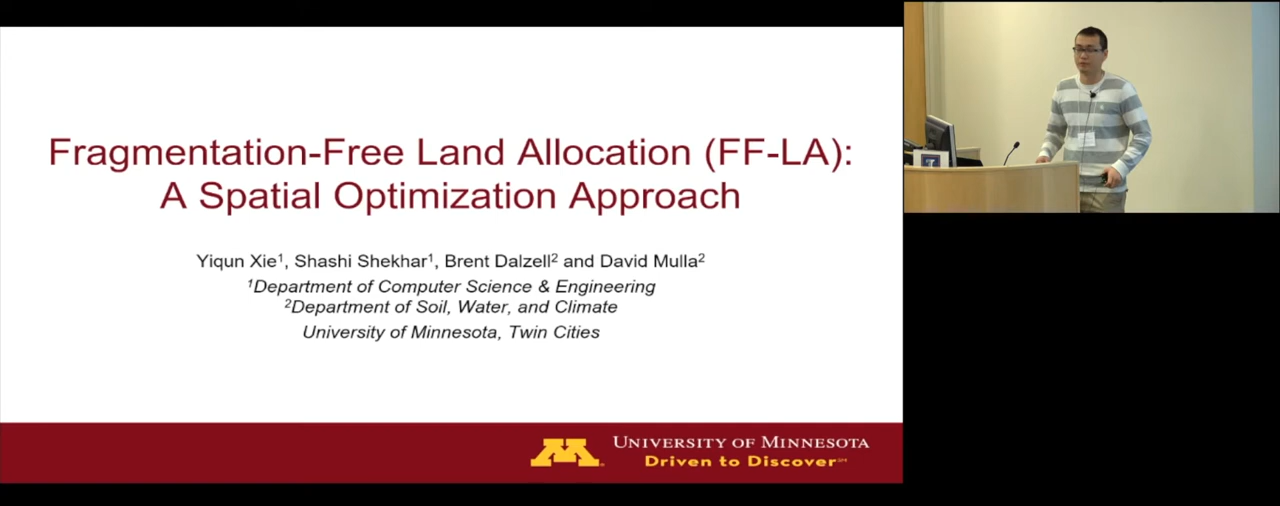 Fragmentation-Free Land Allocation (FF-LA):
A Spatial Optimization Approach
Yiqun Xie¹, Shashi Shekhar¹, Brent Dalzell² and David Mulla²
¹Department of Computer Science & Engineering
²Department of Soil, Water, and Climate
University of Minnesota, Twin Cities
UNIVERSITY OF MINNESOTA
Driven to Discover